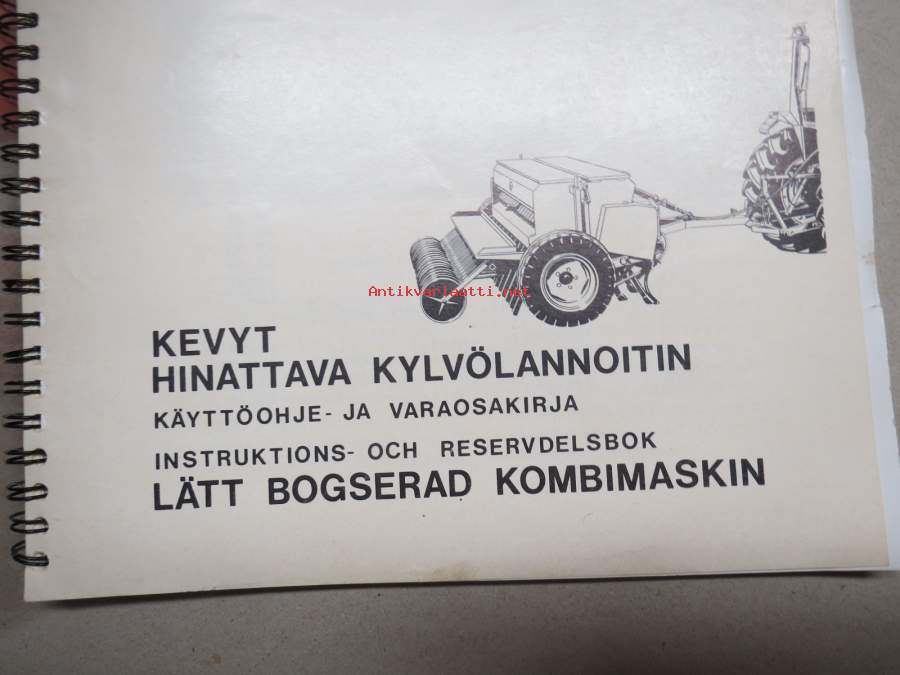 Antikvariaatti.net
KEVYT
HINATTAVA KYLVÖLANNOITIN
KÄYTTÖOHJE- JA VARAOSAKIRJA
INSTRUKTIONS- OCH RESERVDELSBOK
LÄTT BOGSERAD KOMBIMASKIN